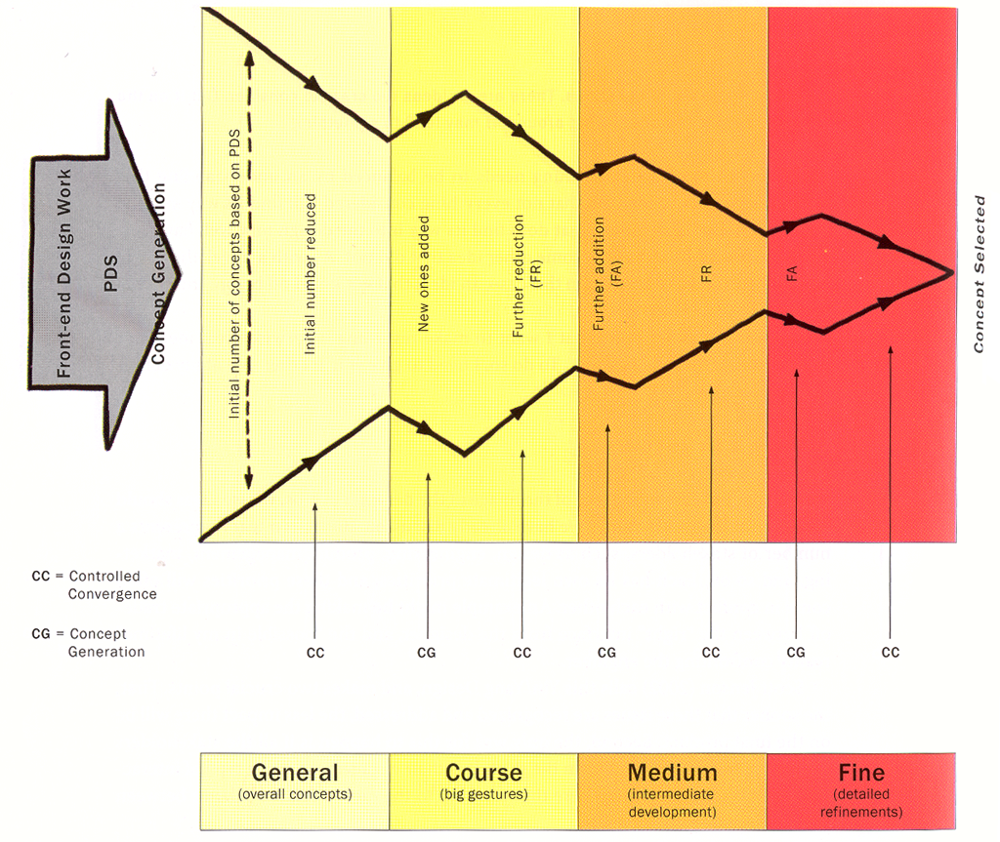 Front-end Design Work
PDS
Concept Generation
Initial number of concepts based on PDS
Initial number reduced
New ones added
Further reduction
(FR)
Further addition
(FA)
FR
FA
Concept Selected
CC = Controlled
Convergence
CG = Concept
Generation
CC
CG
CC
CG
CC
CG
CC
General
(overall concepts)
Course
(big gestures)
Medium
(intermediate
development)
Fine
(detailed
refinements)